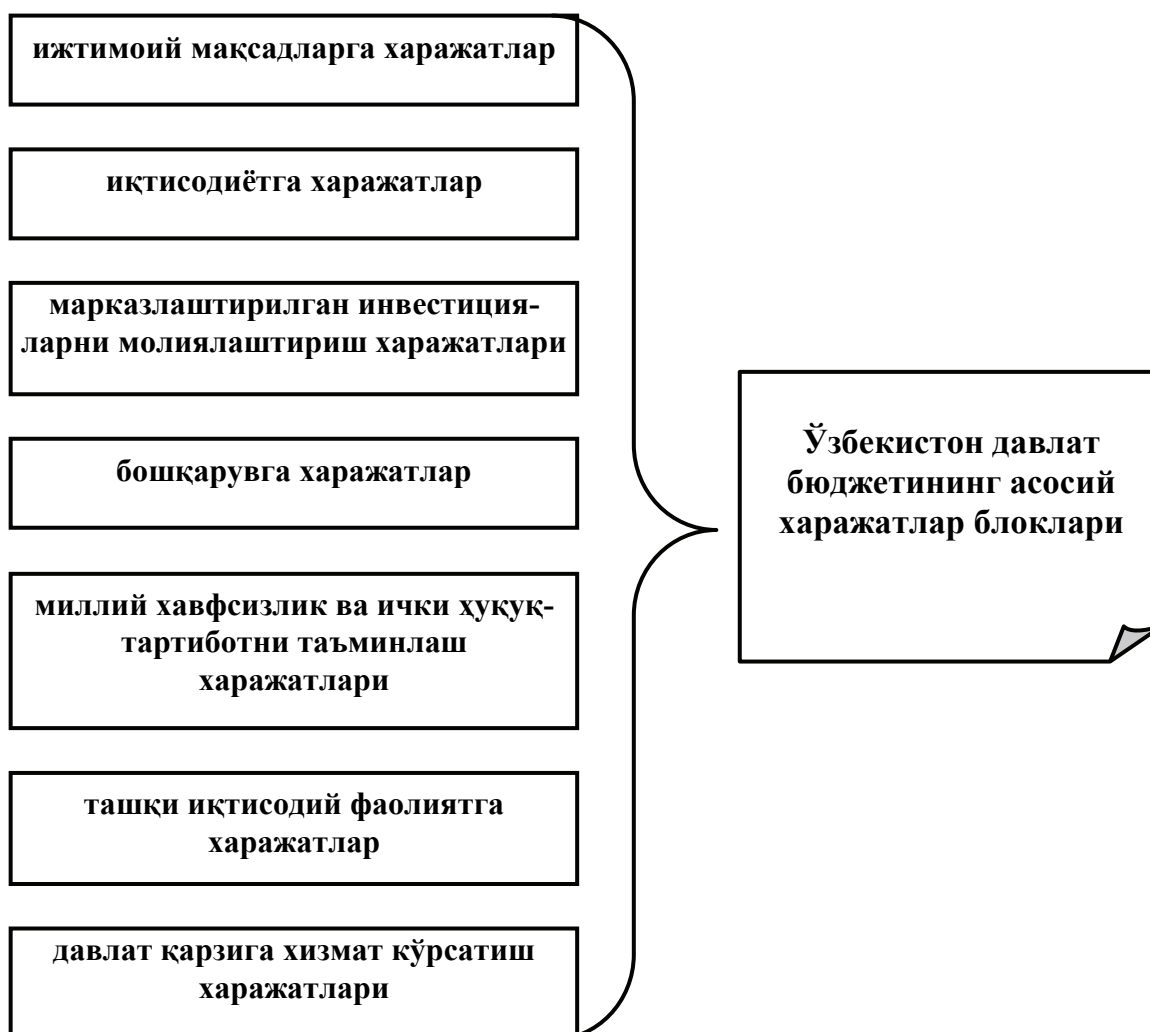 ижтимоий мақсадларга харажатлар
иқтисодиётга харажатлар
марказлаштирилган инвестиция-
ларни молиялаштириш харажатлари
бошқарувга харажатлар
миллий хавфсизлик ва ички ҳуқуқ-
тартиботни таъминлаш
харажатлари
ташқи иқтисодий фаолиятга
харажатлар
давлат қарзига хизмат кўрсатиш
харажатлари
Ўзбекистон давлат
бюджетининг асосий
харажатлар блоклари